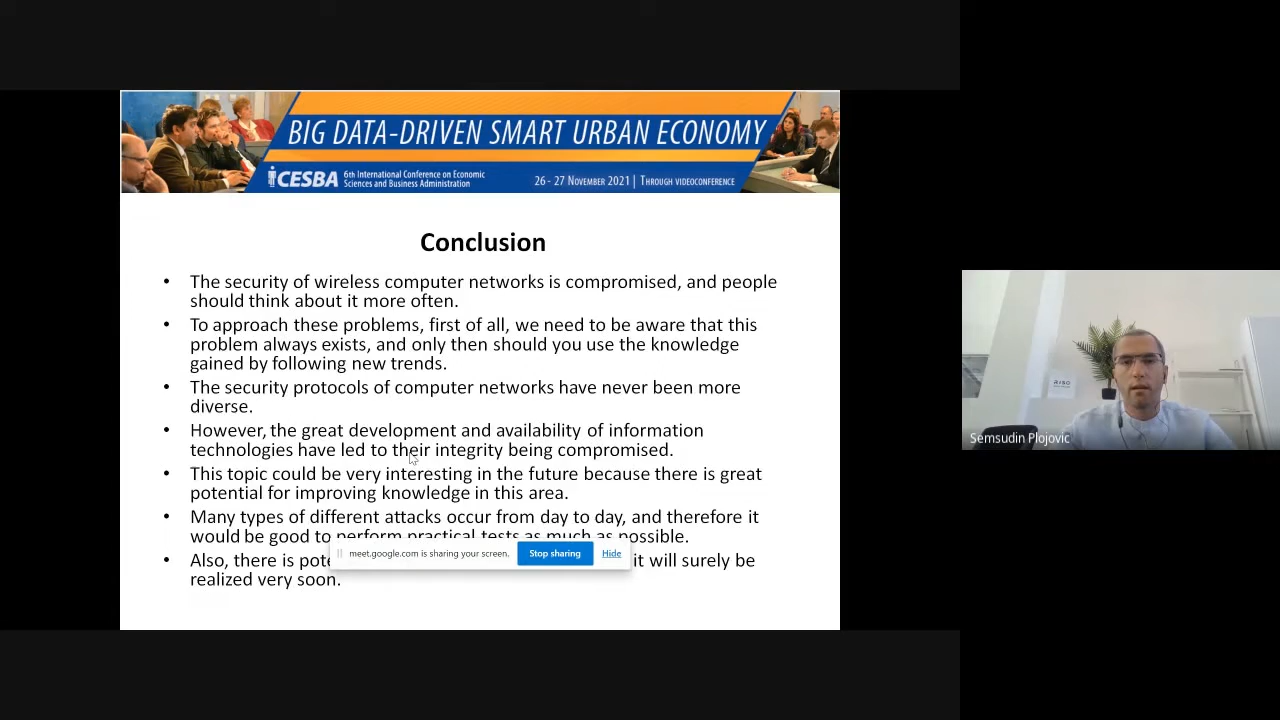 BIG DATA-DRIVEN SMART URBAN ECONOMY
iCESBA 6th International Conference on Economic
Sciences and Business Administration
26 - 27 November 2021 | Through videoconference
Conclusion
• The security of wireless computer networks is compromised, and people
should think about it more often.
• To approach these problems, first of all, we need to be aware that this
problem always exists, and only then should you use the knowledge
gained by following new trends.
• The security protocols of computer networks have never been more
diverse.
• However, the great development and availability of information
technologies have led to their integrity being compromised.
• This topic could be very interesting in the future because there is great
potential for improving knowledge in this area.
• Many types of different attacks occur from day to day, and therefore it
would be good to perform practical tests as much as possible.
meet.google.com is sharing your screen. Stop sharing Hide
• Also, there is it will surely be
realized very soon.
Semsudin Plojovic